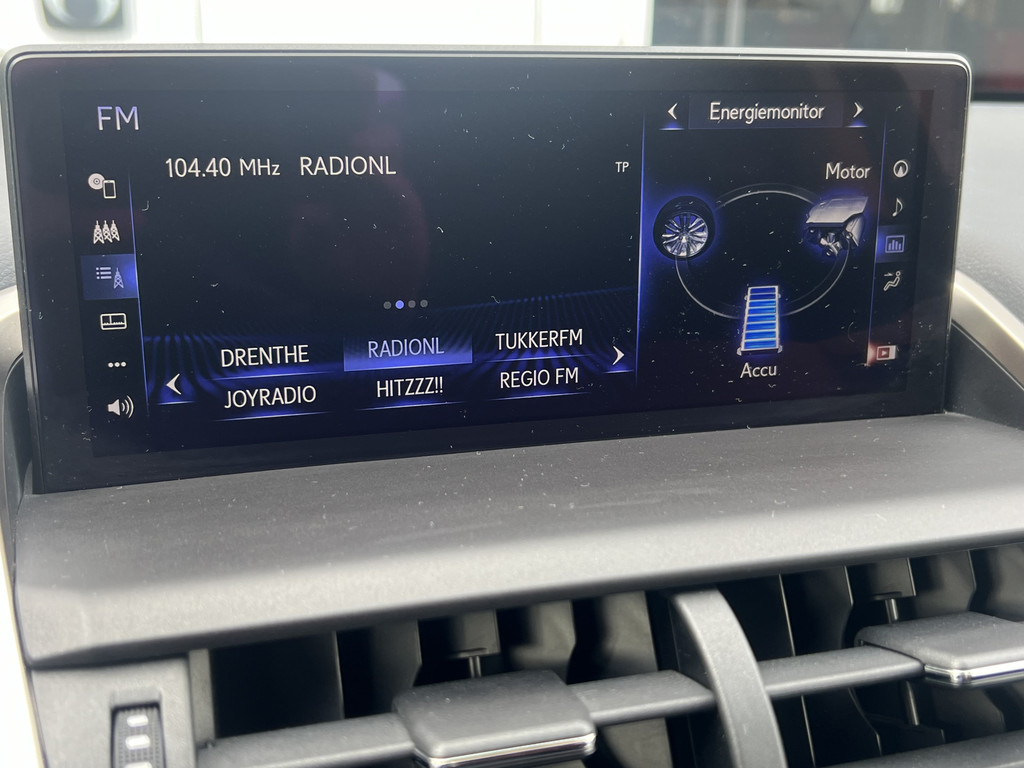 FM
104.40 MHz RADIONL
TP
DRENTHE RADIONL TUKKERFM
JOYRADIO HITZZZ!! REGIO FM
Energiemonitor
Motor
Accu